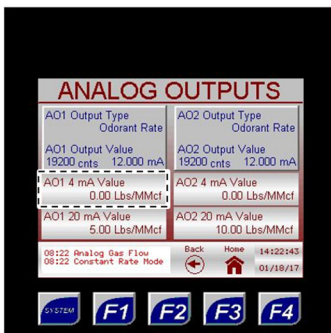 ANALOG OUTPUTS
AO1 Output Type
Odorant Rate
AO1 Output Value
19200 cnts 12.000 mA
AO2 Output Type
Odorant Rate
AO2 Output Value
19200 cnts 12.000 mA
AO1 4 mA Value
0.00 Lbs/MMcf
AO2 4 mA Value
0.00 Lbs/MMcf
AO1 20 mA Value
5.00 Lbs/MMcf
AO2 20 mA Value
10.00 Lbs/MMcf
08:22 Analog Gas Flow
08:22 Constant Rate Mode
Back
Home
14:22:43
01/18/17
SYSTEM F1 F2 F3 F4